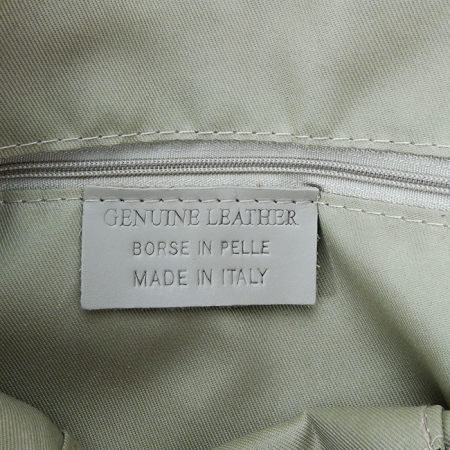 GENUINE LEATHER
BORSE IN PELLE
MADE IN ITALY